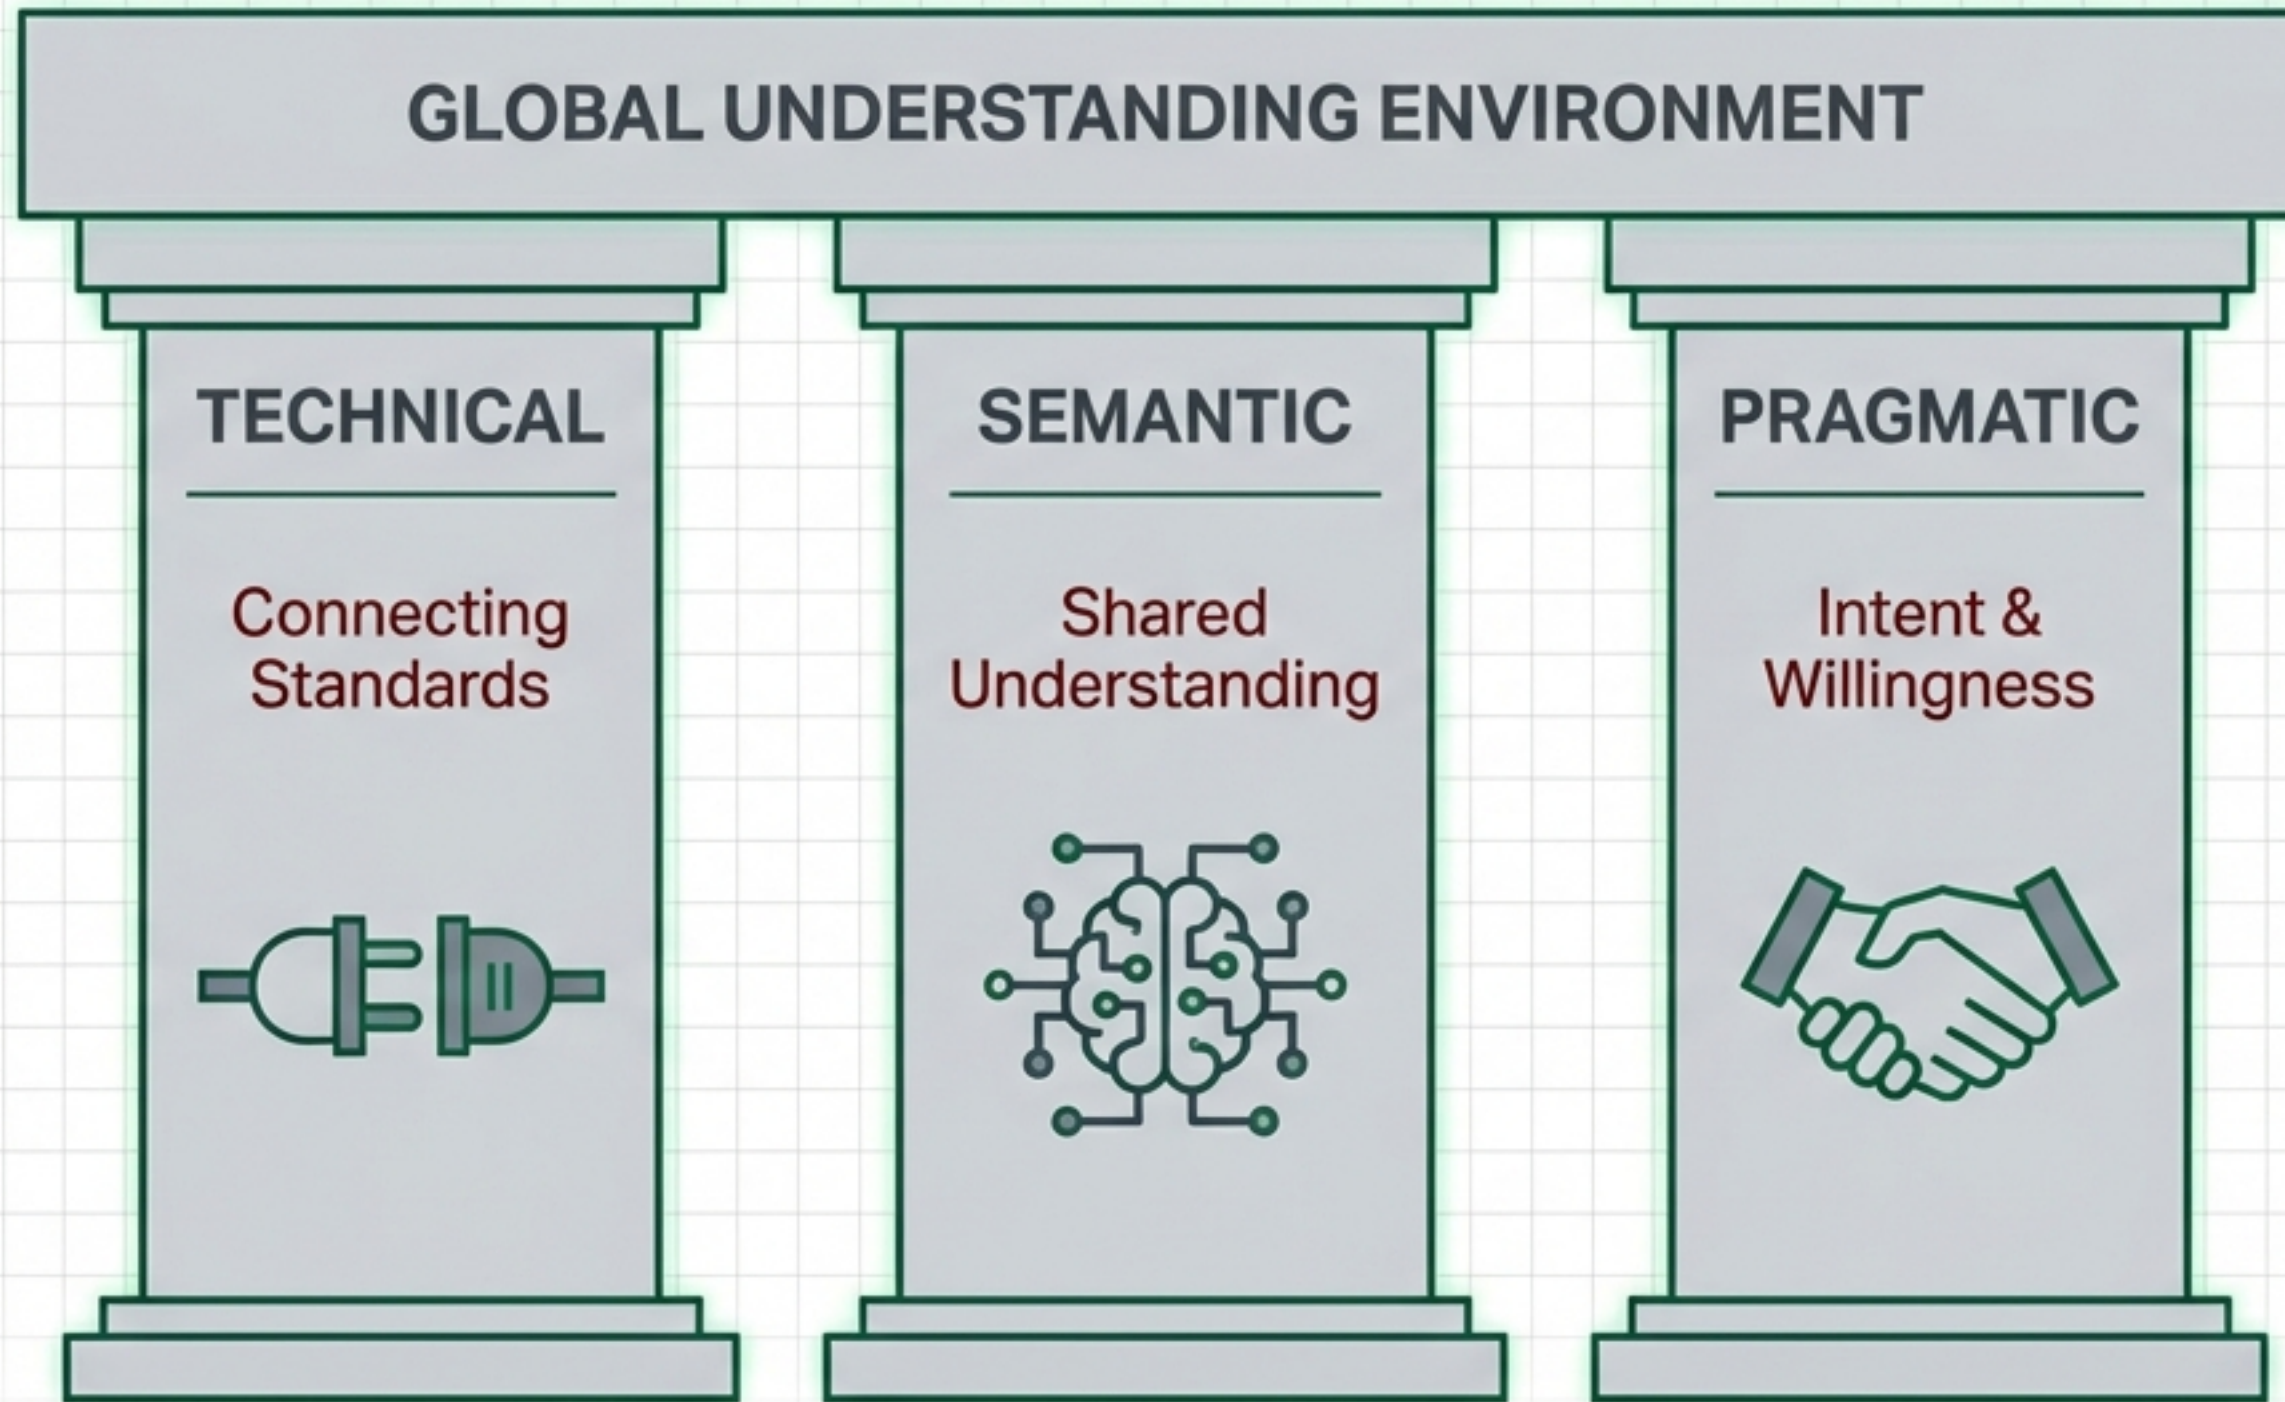 GLOBAL UNDERSTANDING ENVIRONMENT
TECHNICAL
Connecting
Standards
SEMANTIC
Shared
Understanding
PRAGMATIC
Intent &
Willingness